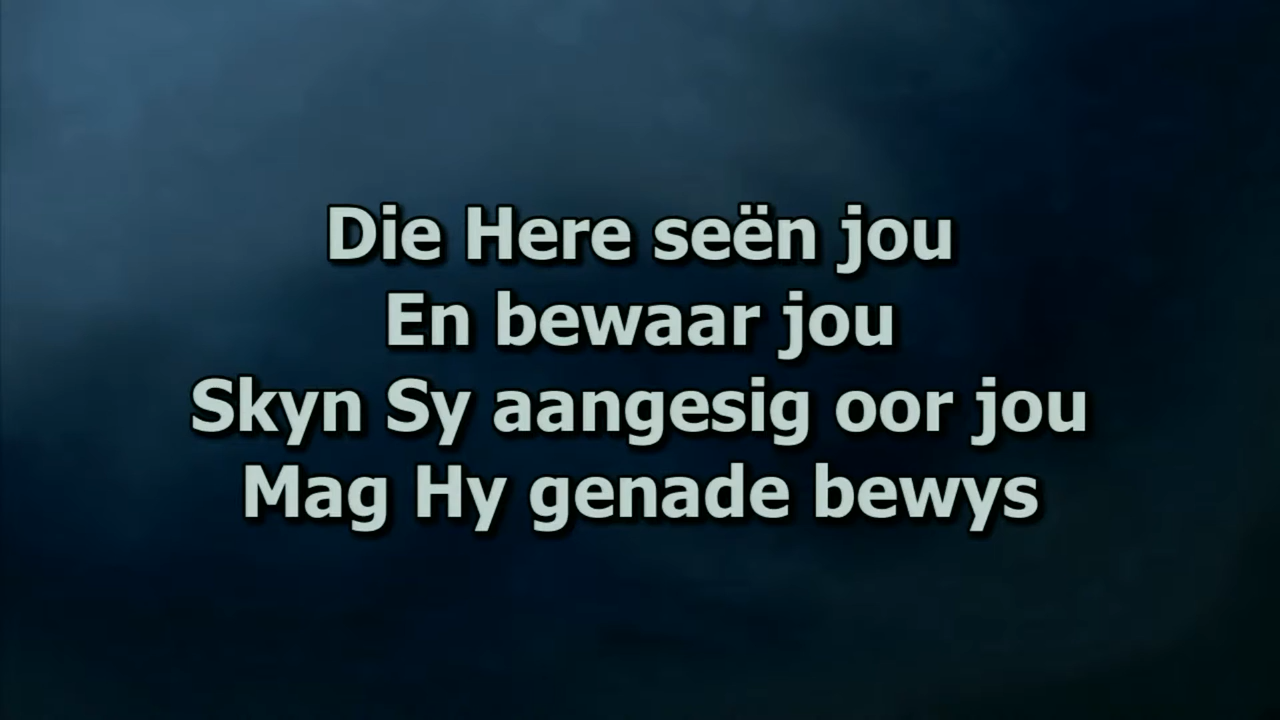 Die Here seën jou
En bewaar jou
Skyn Sy aangesig oor jou
Mag Hy genade bewys